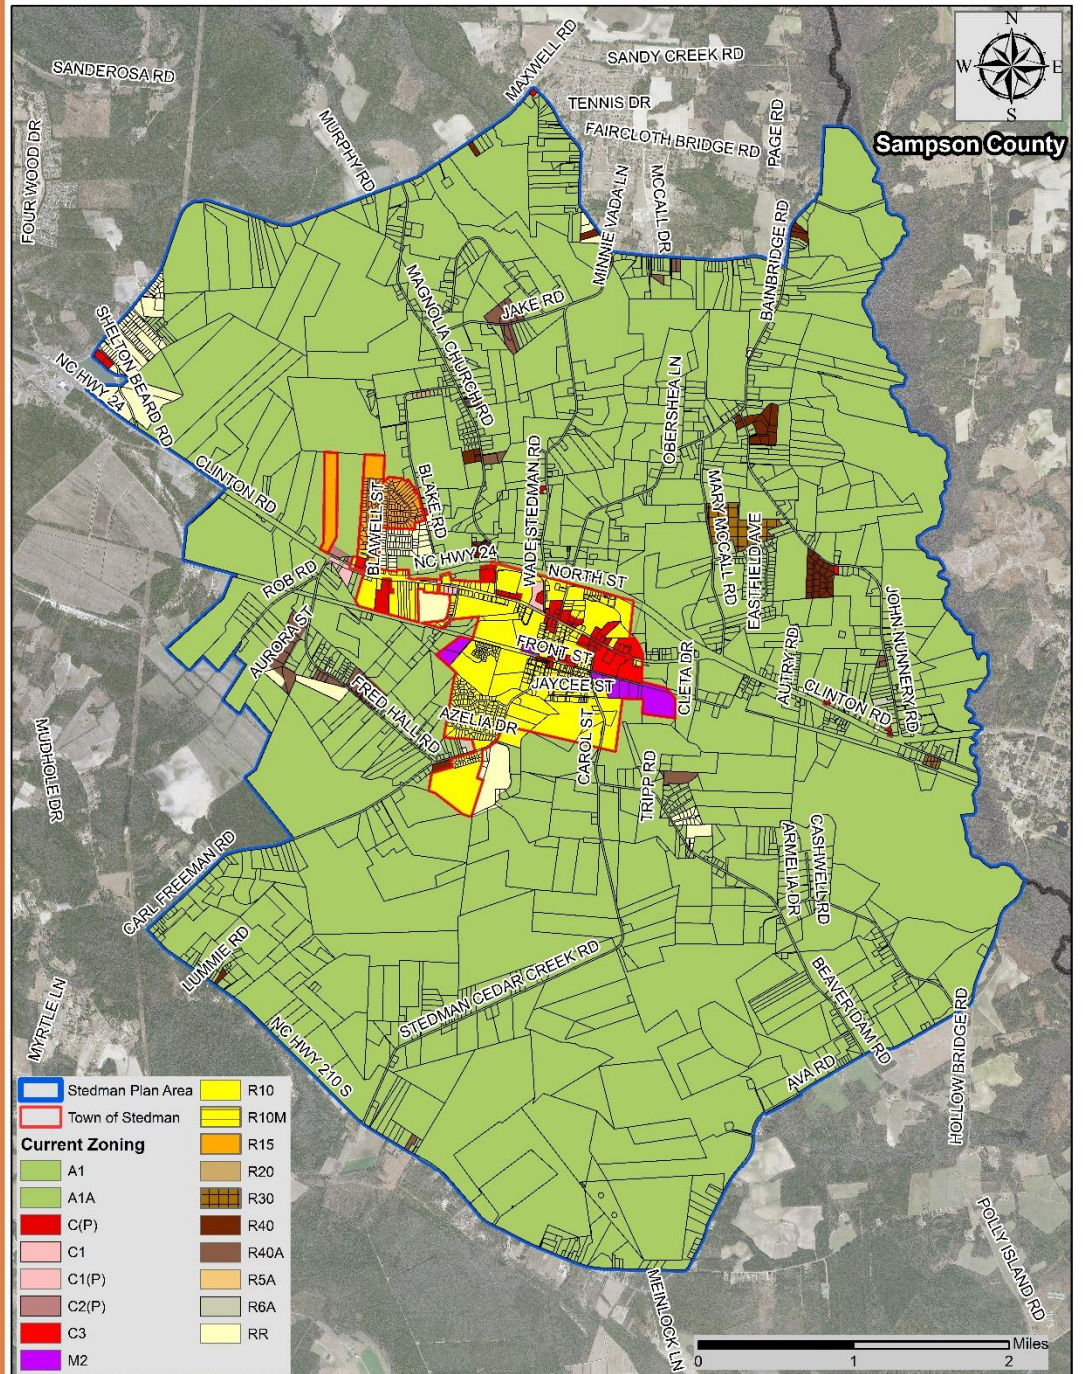 N
W E
S
Sampson County
SANDEROSA RD
MAXWELL RD
SANDY CREEK RD
TENNIS DR
FAIRCLOTH BRIDGE RD
PAGE RD
FOURWOOD DR
MURPHY RD
MINNIE VADA LN
MCCALL DR
BAINBRIDGE RD
MAGNOLIA CHURCH RD
JAKE RD
SHELTON BEARD RD
NC HWY 24
OBERSHEA LN
CLINTON RD
BLAWELL ST
BLAKE RD
WADE STEDMAN RD
MARY MCCALL RD
EASTFIELD AVE
NC HWY 24
NORTH ST
ROB RD
JOHN NUNNERY RD
AURORA ST
FRONT ST
JAYCEE ST
CLETA DR
AUTRY RD
CLINTON RD
FRED HALL RD
AZELIA DR
CAROL ST
TRIPP RD
MUDHOLE DR
CARL FREEMAN RD
ARMELIA DR
CASHWELL RD
LUMMIE RD
STEDMAN CEDAR CREEK RD
BEAVER DAM RD
MYRTLE LN
NC HWY 210 S
AVA RD
HOLLOW BRIDGE RD
POLLY ISLAND RD
MEINLOCK LN
Stedman Plan Area
Town of Stedman
Current Zoning
A1
A1A
C(P)
C1
C1(P)
C2(P)
C3
M2
R10
R10M
R15
R20
R30
R40
R40A
R5A
R6A
RR
Miles
0 1 2